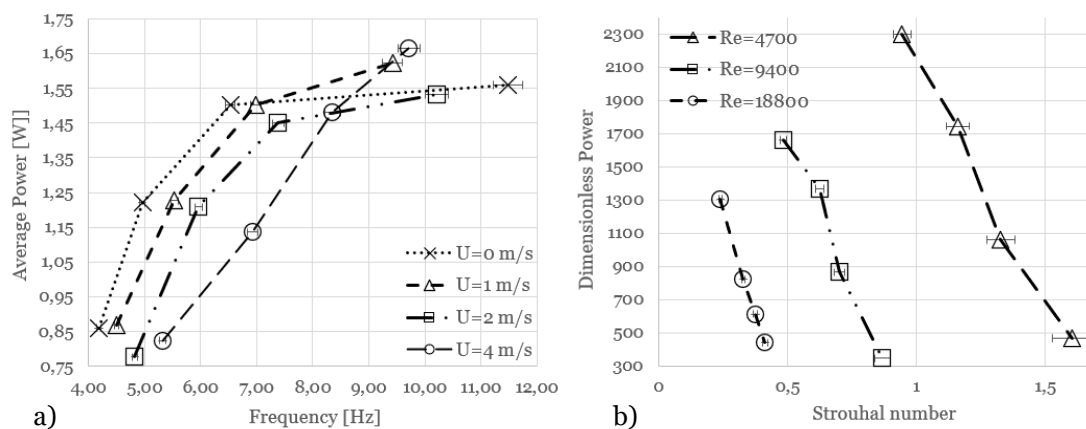 1,75
1,65
1,55
1,45
1,35
1,25
1,15
1,05
0,95
0,85
0,75
Average Power [W]]
4,00 5,00 6,00 7,00 8,00 9,00 10,00 11,00 12,00
Frequency [Hz]
U=0 m/s
U=1 m/s
U=2 m/s
U=4 m/s
a)
2300
2100
1900
1700
1500
1300
1100
900
700
500
300
Dimensionless Power
Re=4700
Re=9400
Re=18800
0 0,5 1 1,5
Strouhal number
b)